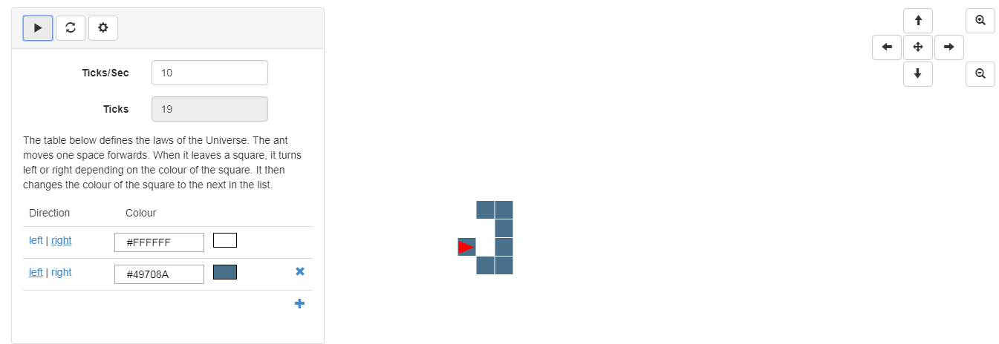 Ticks/Sec 10
Ticks 19
The table below defines the laws of the Universe. The ant
moves one space forwards. When it leaves a square, it turns
left or right depending on the colour of the square. It then
changes the colour of the square to the next in the list.
Direction Colour
left | right #FFFFFF
left | right #49708A